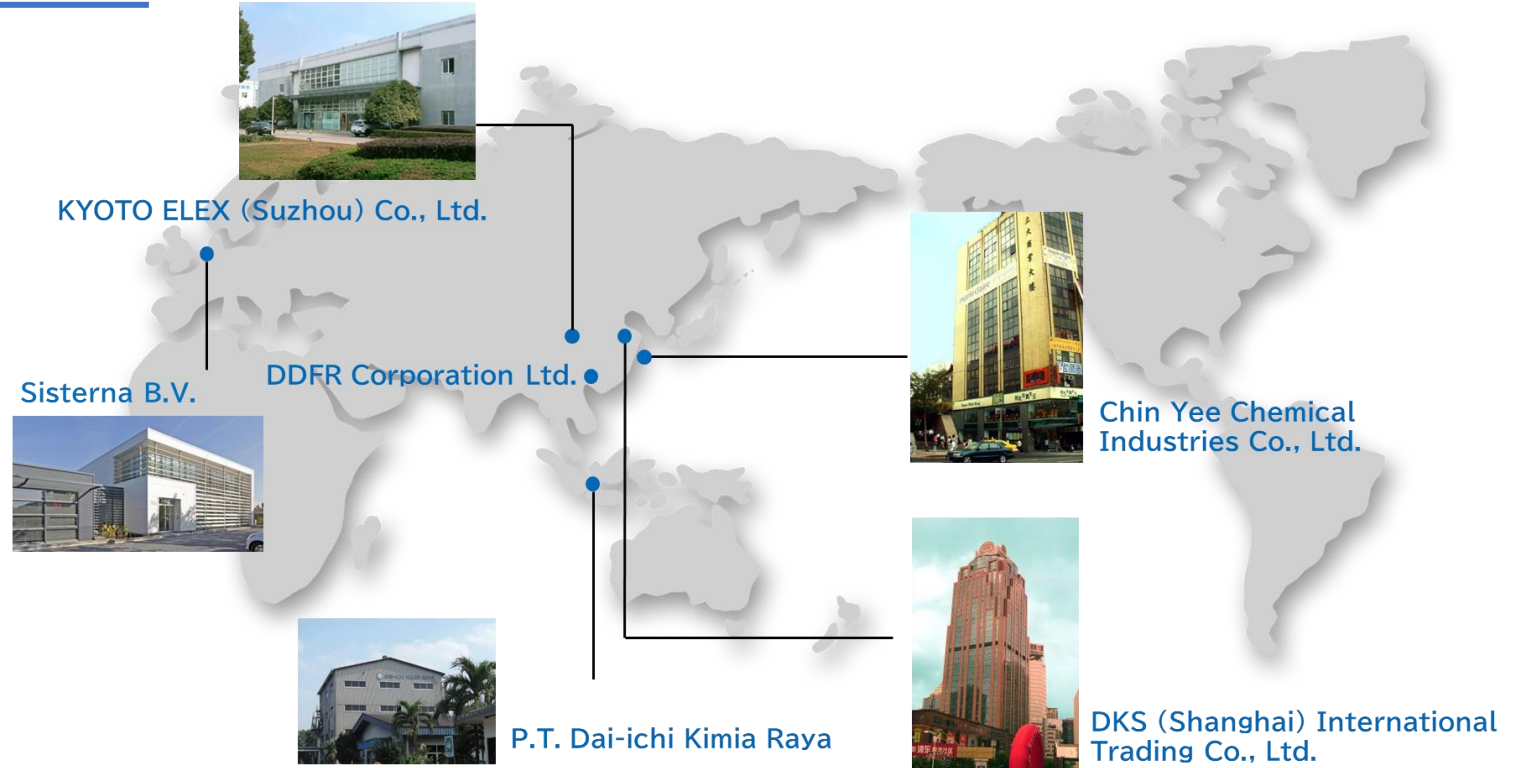 KYOTO ELEX (Suzhou) Co., Ltd.
DDFR Corporation Ltd.
Sisterna B.V.
Chin Yee Chemical
Industries Co., Ltd.
P.T. Dai-ichi Kimia Raya
DKS (Shanghai) International
Trading Co., Ltd.